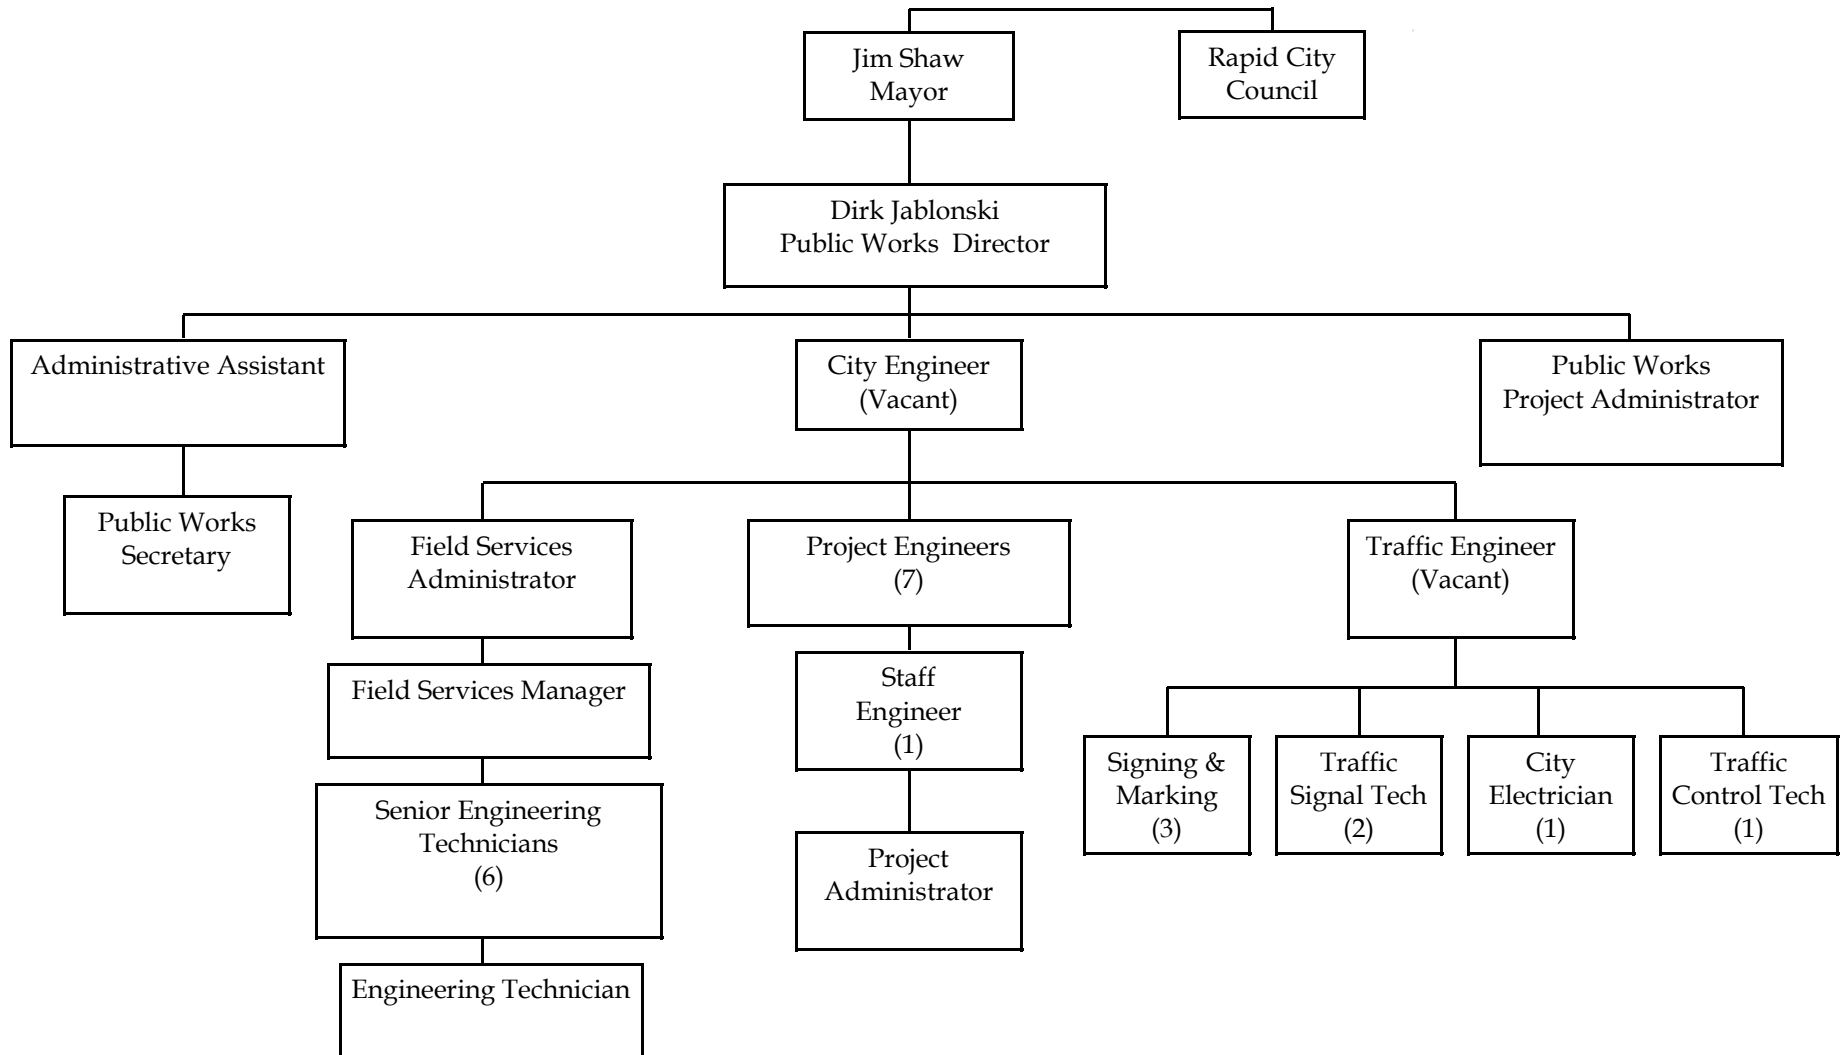 Jim Shaw
Mayor
Rapid City
Council
Dirk Jablonski
Public Works  Director
Administrative Assistant
City Engineer
(Vacant)
Public Works
Project Administrator
Public Works
Secretary
Field Services
Administrator
Project Engineers
(7)
Traffic Engineer
(Vacant)
Field Services Manager
Staff
Engineer
(1)
Signing &
Marking
(3)
Traffic
Signal Tech
(2)
City
Electrician
(1)
Traffic
Control Tech
(1)
Senior Engineering
Technicians
(6)
Project
Administrator
Engineering Technician